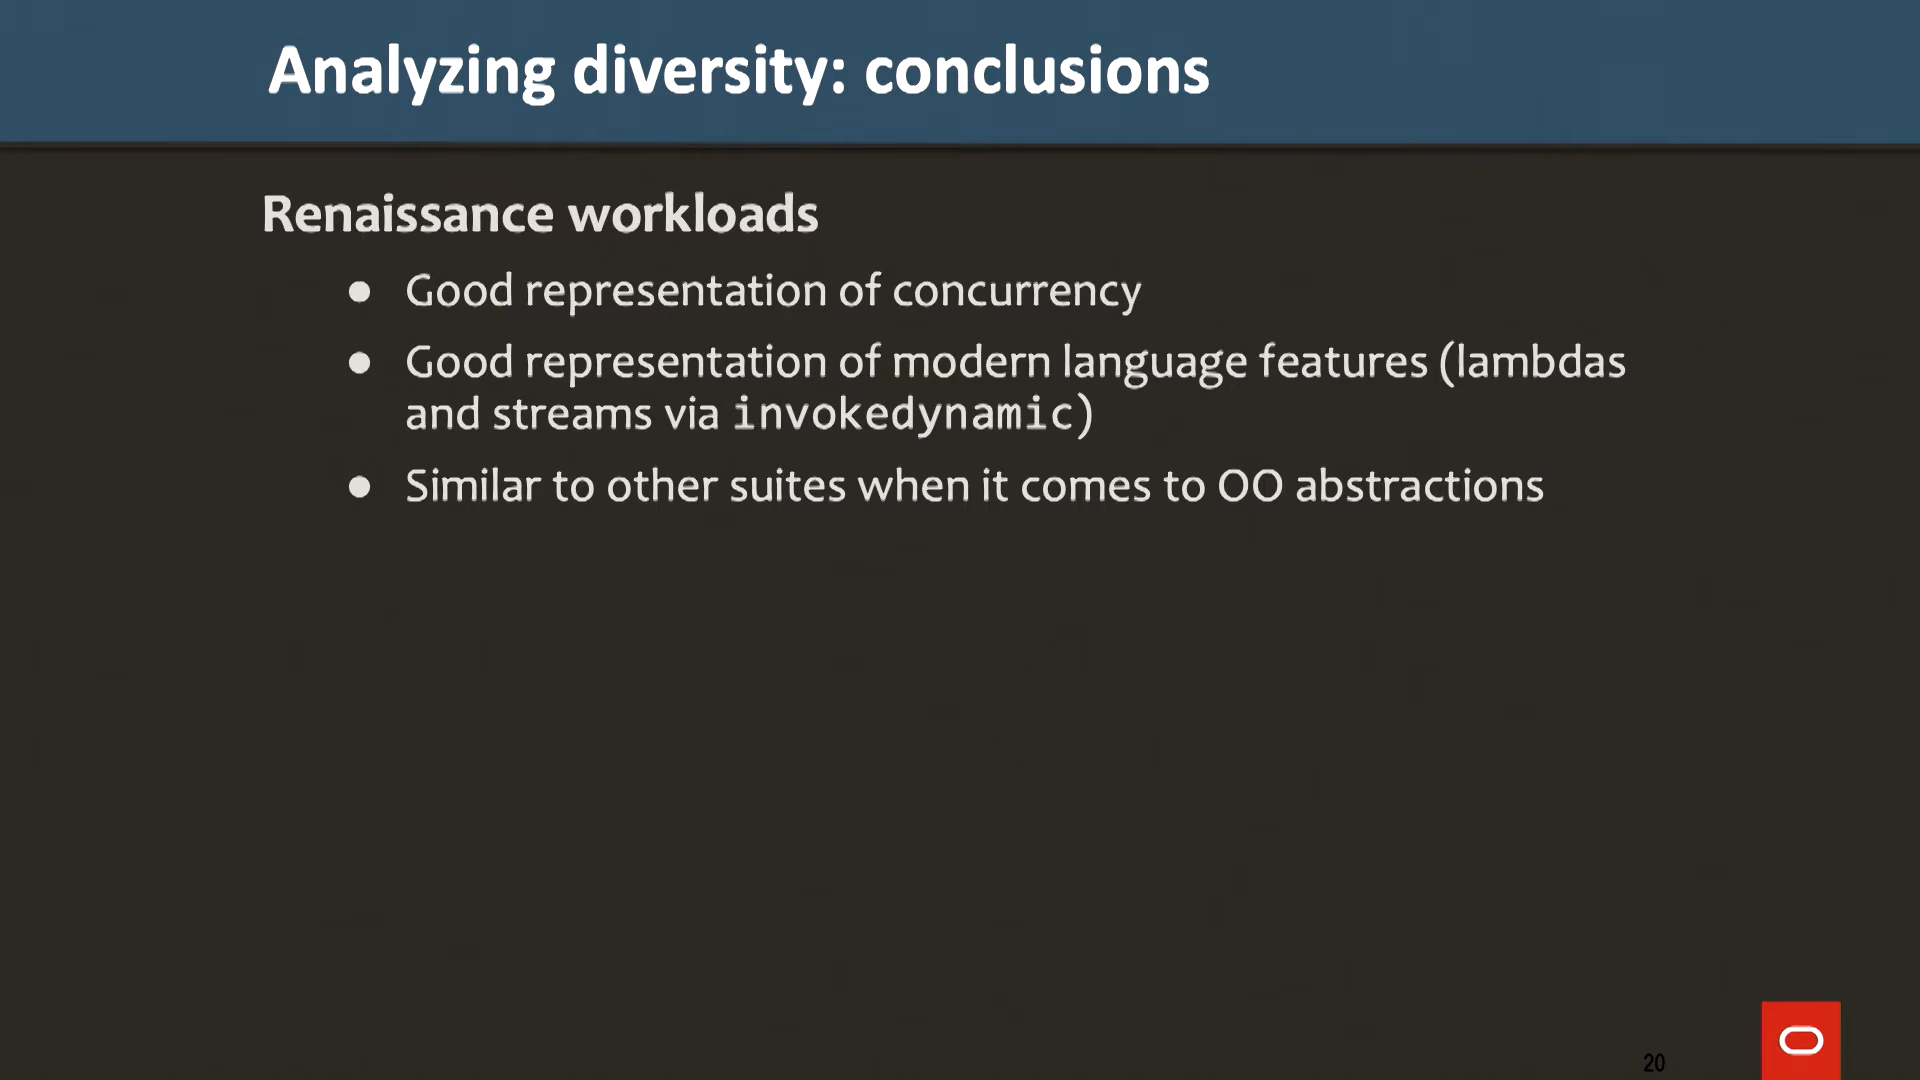 Analyzing diversity: conclusions
Renaissance workloads
● Good representation of concurrency
● Good representation of modern language features (lambdas
and streams via invokedynamic)
● Similar to other suites when it comes to OO abstractions
20